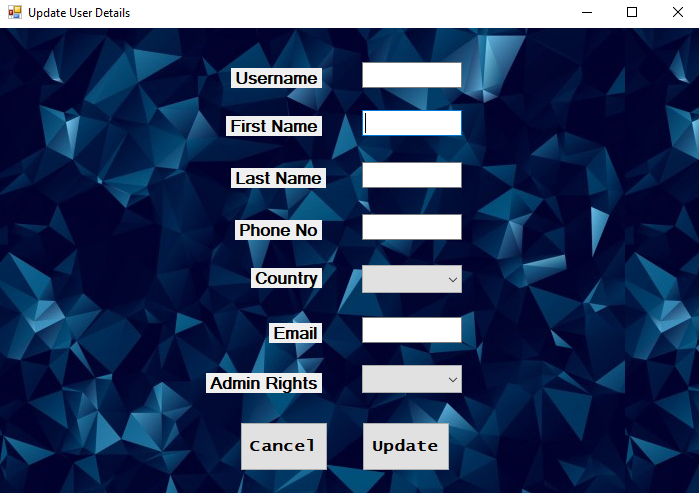 Update User Details
Username
First Name
Last Name
Phone No
Country
Email
Admin Rights
Cancel Update